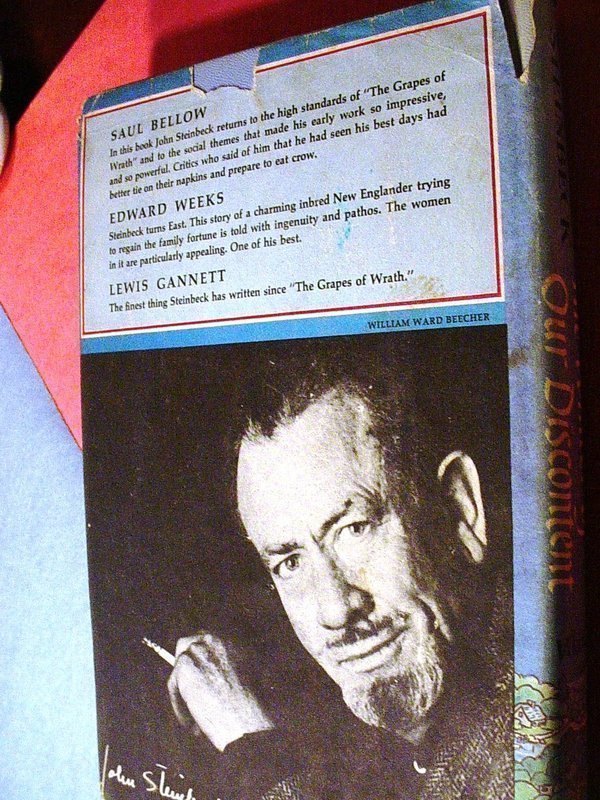 SAUL BELLOW
In this book John Steinbeck returns to the high standards of "The Grapes of
Wrath" and to the social themes that made his early work so impressive,
and so powerful. Critics who said of him that he had seen his best days had
better tie on their napkins and prepare to eat crow.
EDWARD WEEKS
Steinbeck turns East. This story of a charming inbred New Englander trying
to regain the family fortune is told with ingenuity and pathos. The women
in it are particularly appealing. One of his best.
LEWIS GANNETT
The finest thing Steinbeck has written since "The Grapes of Wrath."
WILLIAM WARD BEECHER
Our Discontent
John